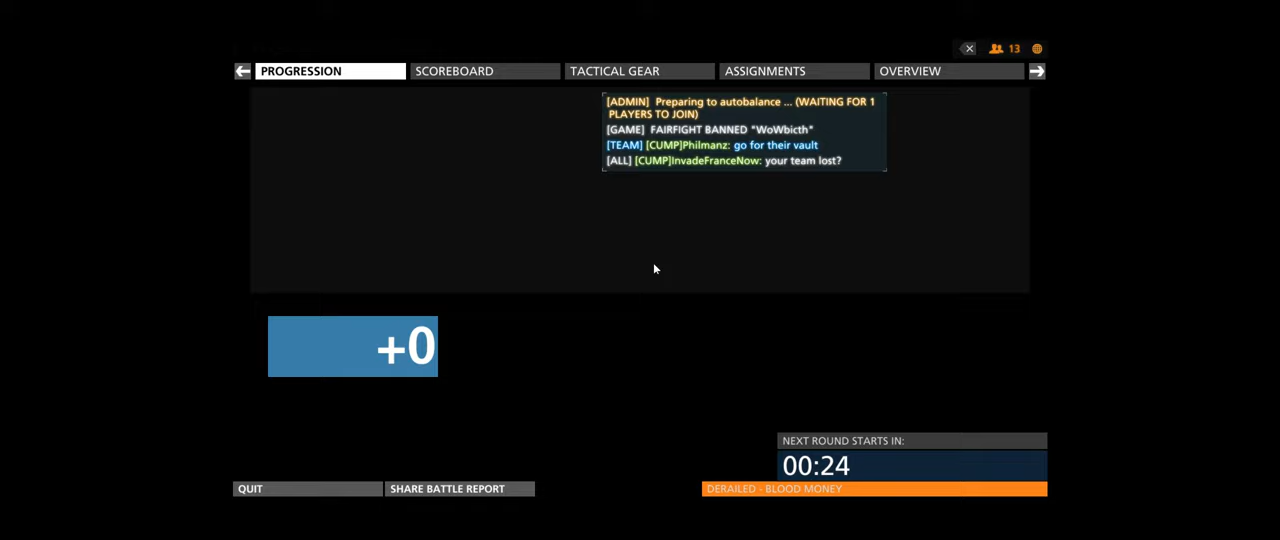 13
PROGRESSION SCOREBOARD TACTICAL GEAR ASSIGNMENTS OVERVIEW
[ADMIN] Preparing to autobalance ... (WAITING FOR 1
PLAYERS TO JOIN)
[GAME] FAIRFIGHT BANNED "WoWbicth"
[TEAM] [CUMP]Philmanz: go for their vault
[ALL] [CUMP]InvadeFranceNow: your team lost?
+0
NEXT ROUND STARTS IN:
00:24
QUIT SHARE BATTLE REPORT DERAILED - BLOOD MONEY